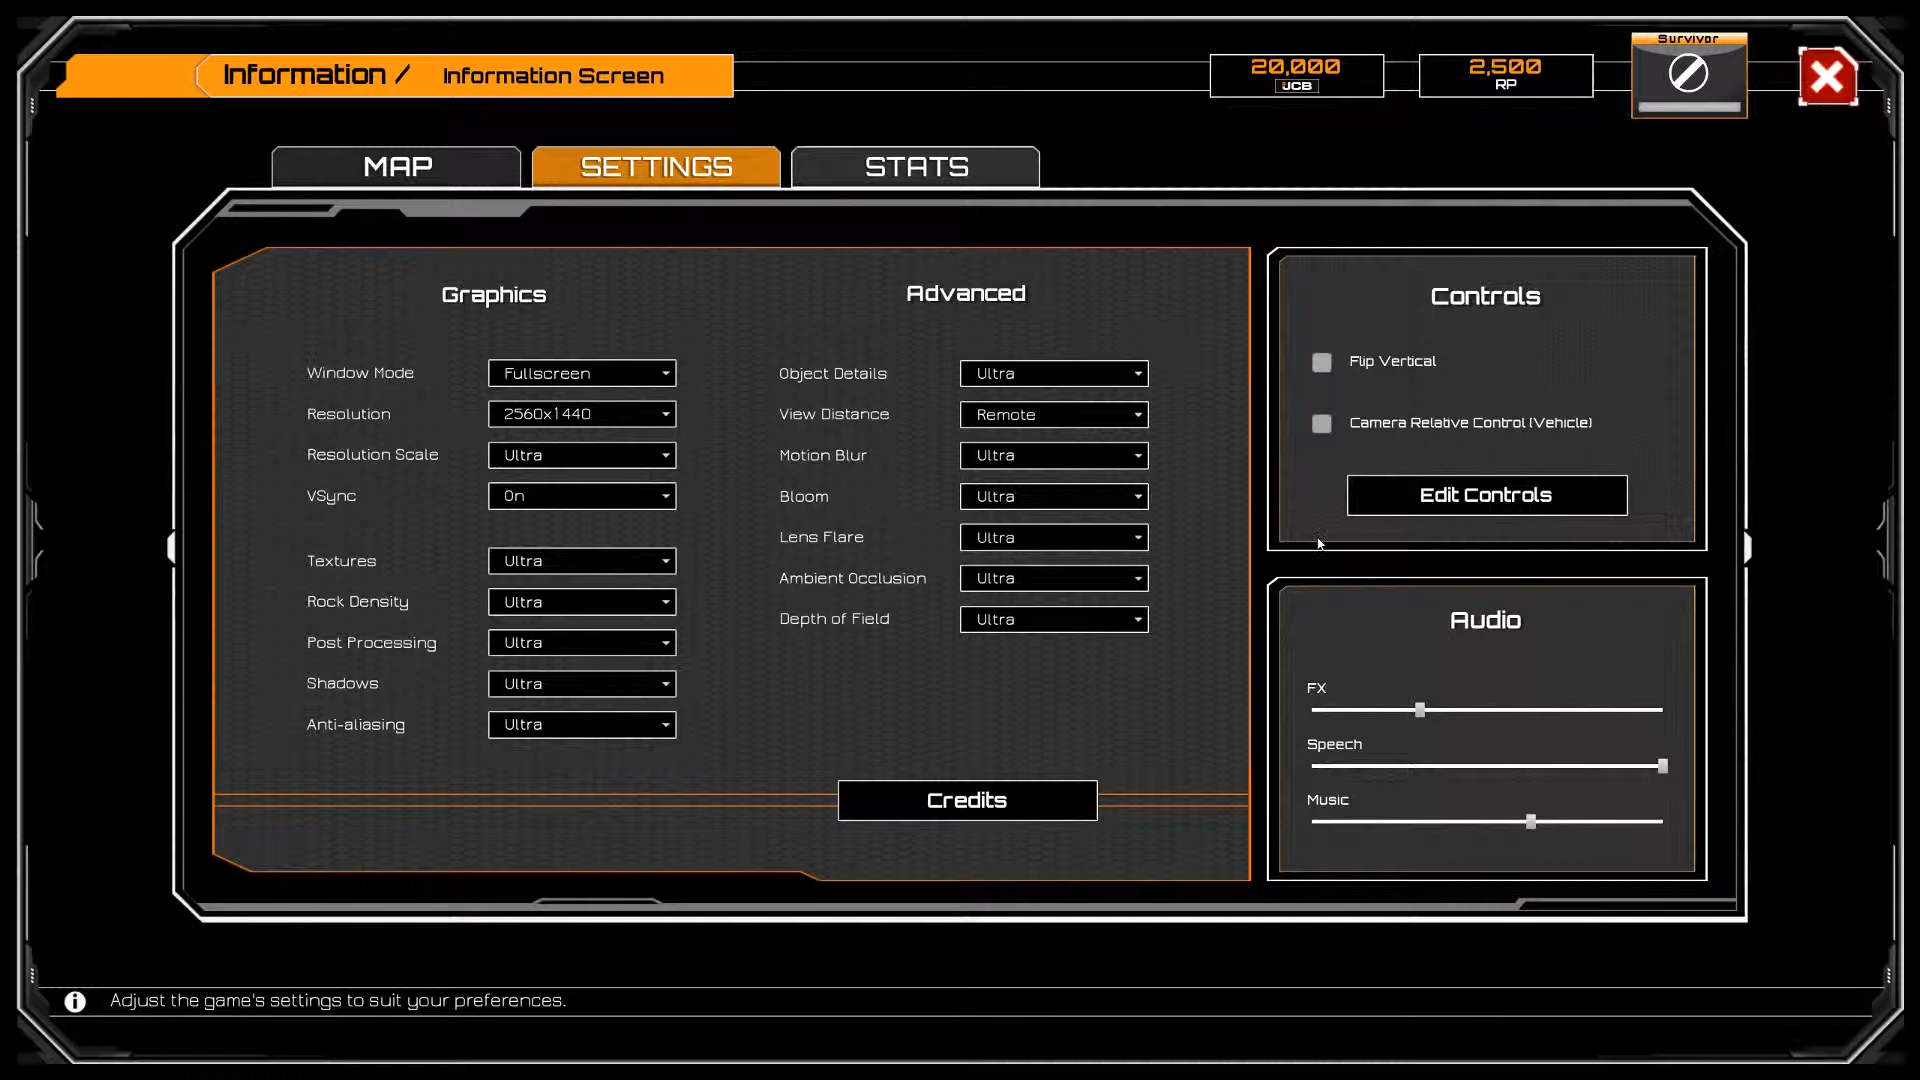 Information / Information Screen
20,000
UCB
2,500
RP
Survivor
MAP
SETTINGS
STATS
Graphics
Window Mode Fullscreen
Resolution 2560x1440
Resolution Scale Ultra
VSync On
Textures Ultra
Rock Density Ultra
Post Processing Ultra
Shadows Ultra
Anti-aliasing Ultra
Advanced
Object Details Ultra
View Distance Remote
Motion Blur Ultra
Bloom Ultra
Lens Flare Ultra
Ambient Occlusion Ultra
Depth of Field Ultra
Credits
Controls
Flip Vertical
Camera Relative Control (Vehicle)
Edit Controls
Audio
FX
Speech
Music
Adjust the game's settings to suit your preferences.